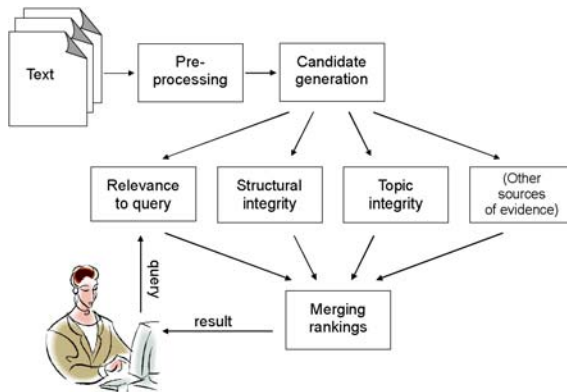 Text
Pre-
processing
Candidate
generation
Relevance
to query
Structural
integrity
Topic
integrity
(Other
sources
of evidence)
query
result
Merging
rankings